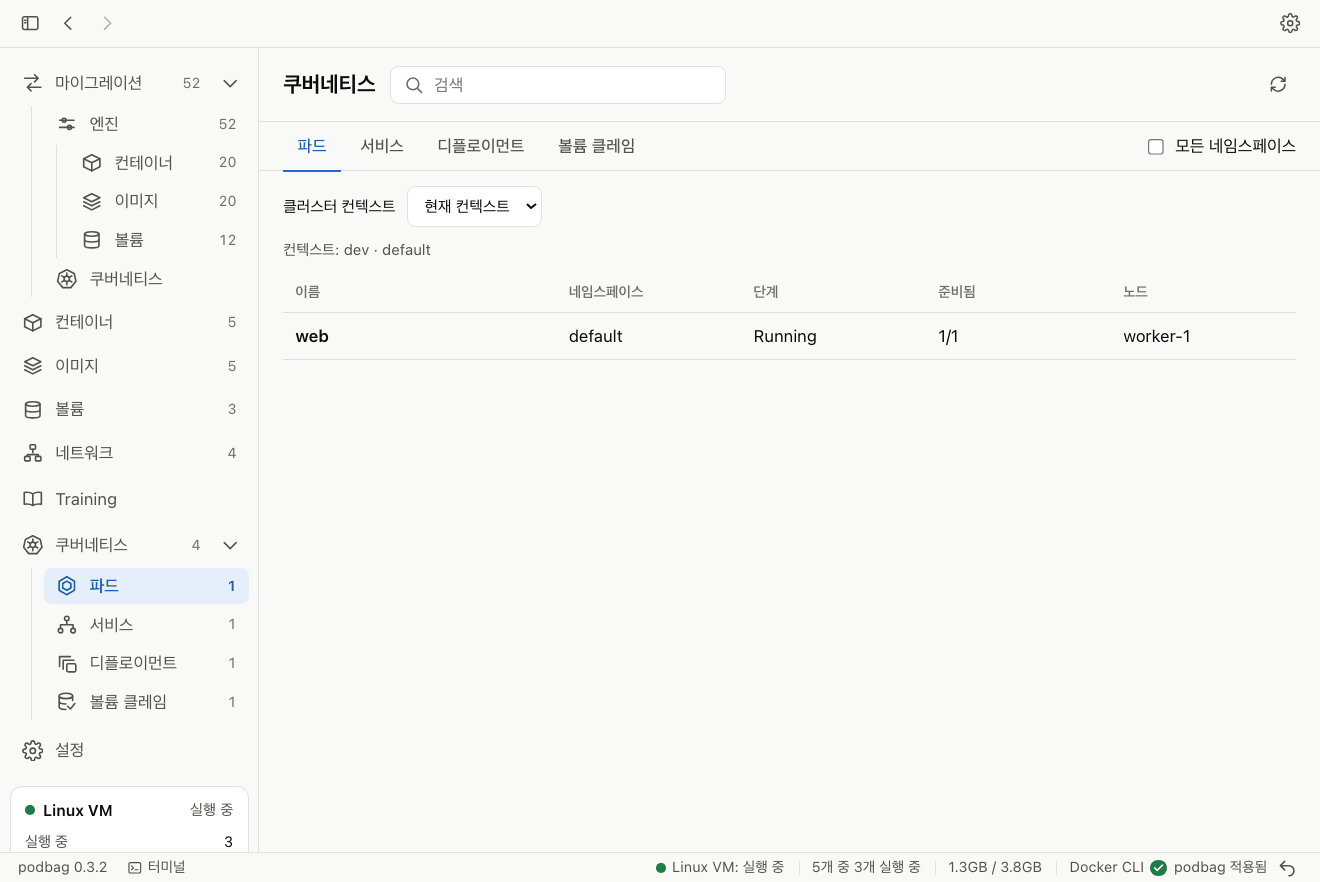 마이그레이션 52
엔진 52
컨테이너 20
이미지 20
볼륨 12
쿠버네티스
컨테이너 5
이미지 5
볼륨 3
네트워크 4
Training
쿠버네티스 4
파드 1
서비스 1
디플로이먼트 1
볼륨 클레임 1
설정
Linux VM 실행 중
실행 중 3
쿠버네티스 검색
파드 서비스 디플로이먼트 볼륨 클레임 모든 네임스페이스
클러스터 컨텍스트 현재 컨텍스트
컨텍스트: dev · default
이름 네임스페이스 단계 준비됨 노드
web default Running 1/1 worker-1
podbag 0.3.2 터미널 Linux VM: 실행 중 5개 중 3개 실행 중 1.3GB / 3.8GB Docker CLI podbag 적용됨